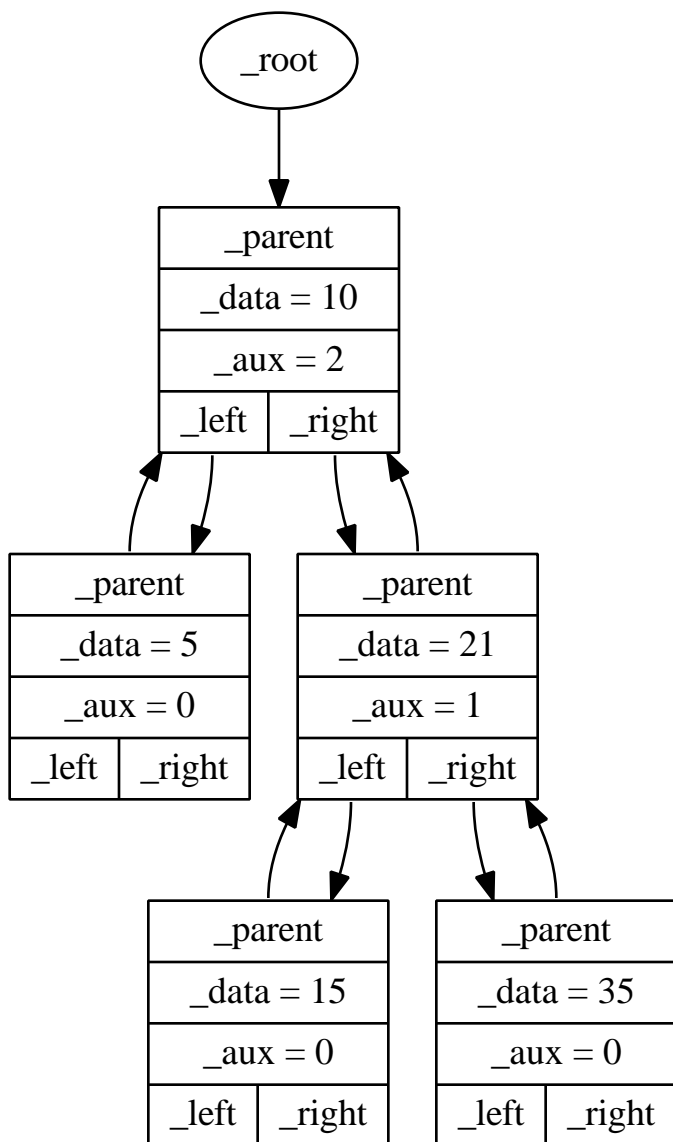 _root
_parent
_data = 10
_aux = 2
_left _right
_parent
_data = 5
_aux = 0
_left _right
_parent
_data = 21
_aux = 1
_left _right
_parent
_data = 15
_aux = 0
_left _right
_parent
_data = 35
_aux = 0
_left _right